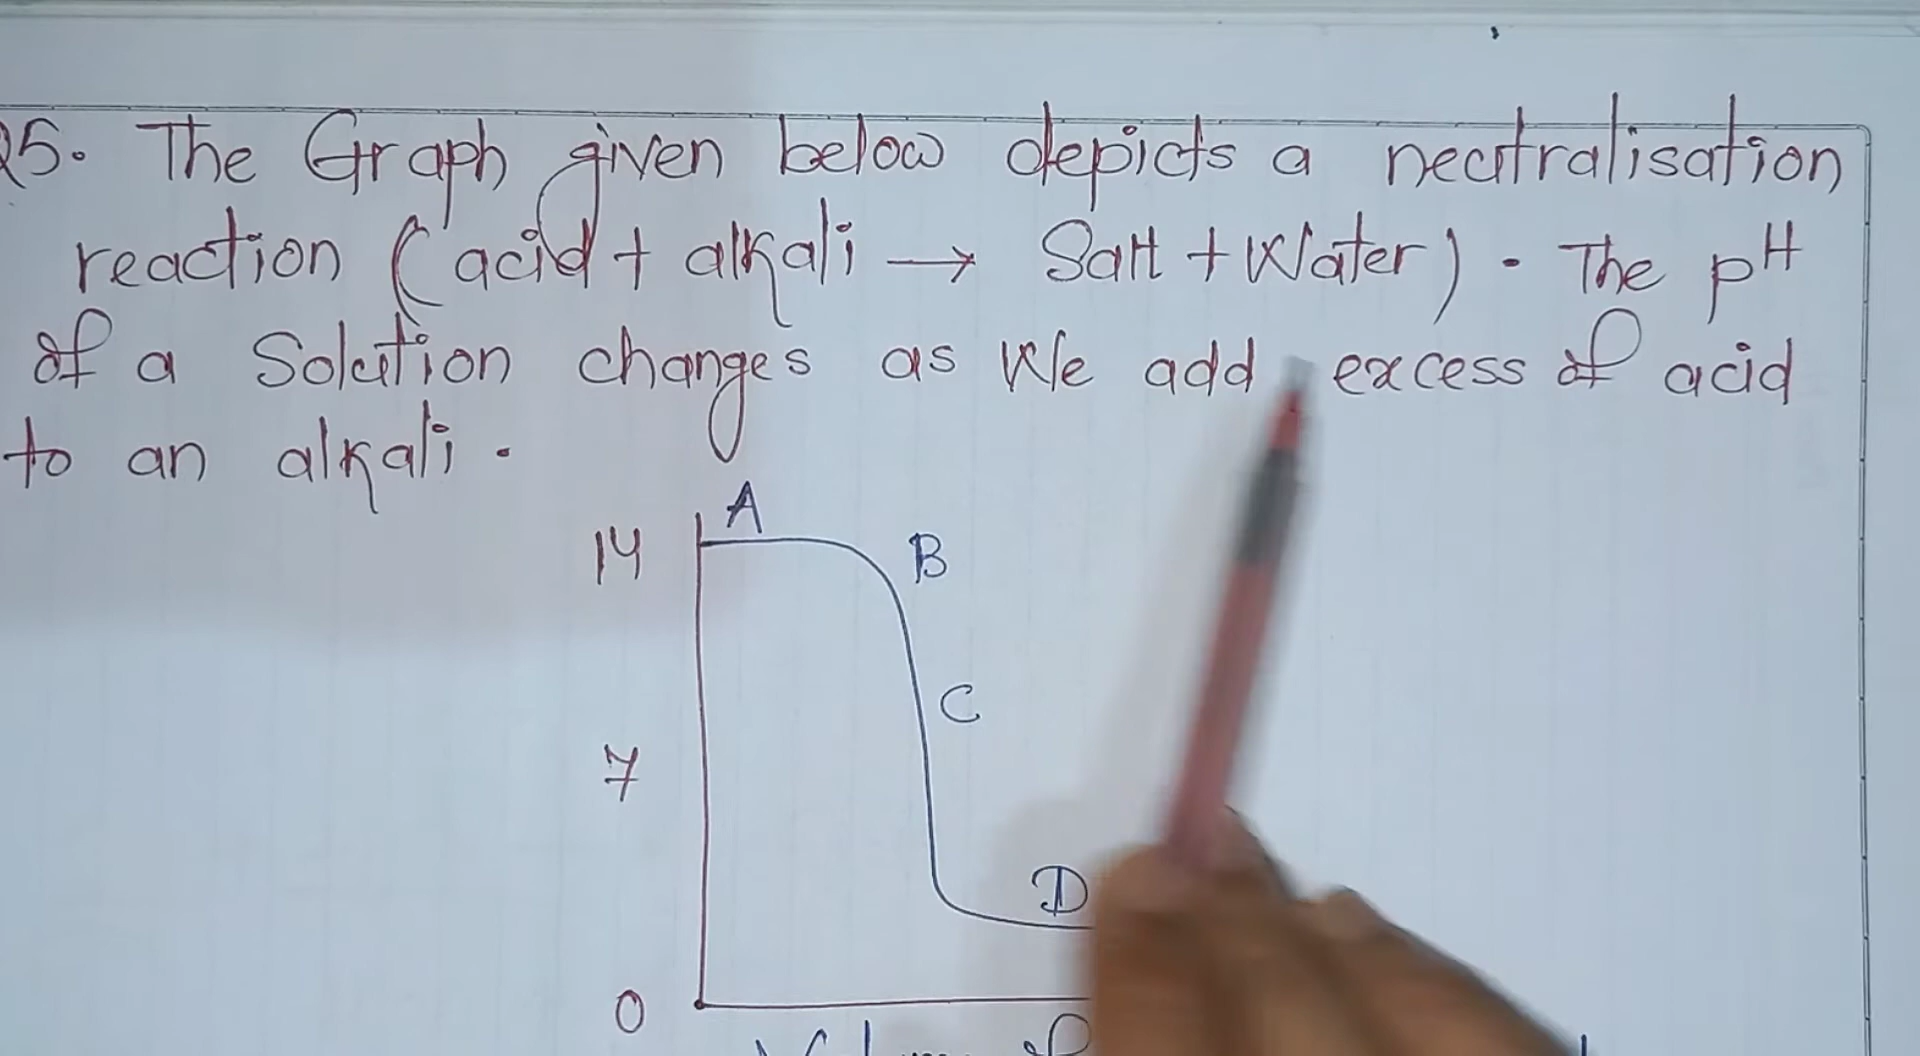 25. The Graph given below depicts a neutralisation
reaction (acid + alkali → Salt + Water). The pH
of a Solution changes as We add excess of acid
to an alkali.
A
14
B
C
7
D
0